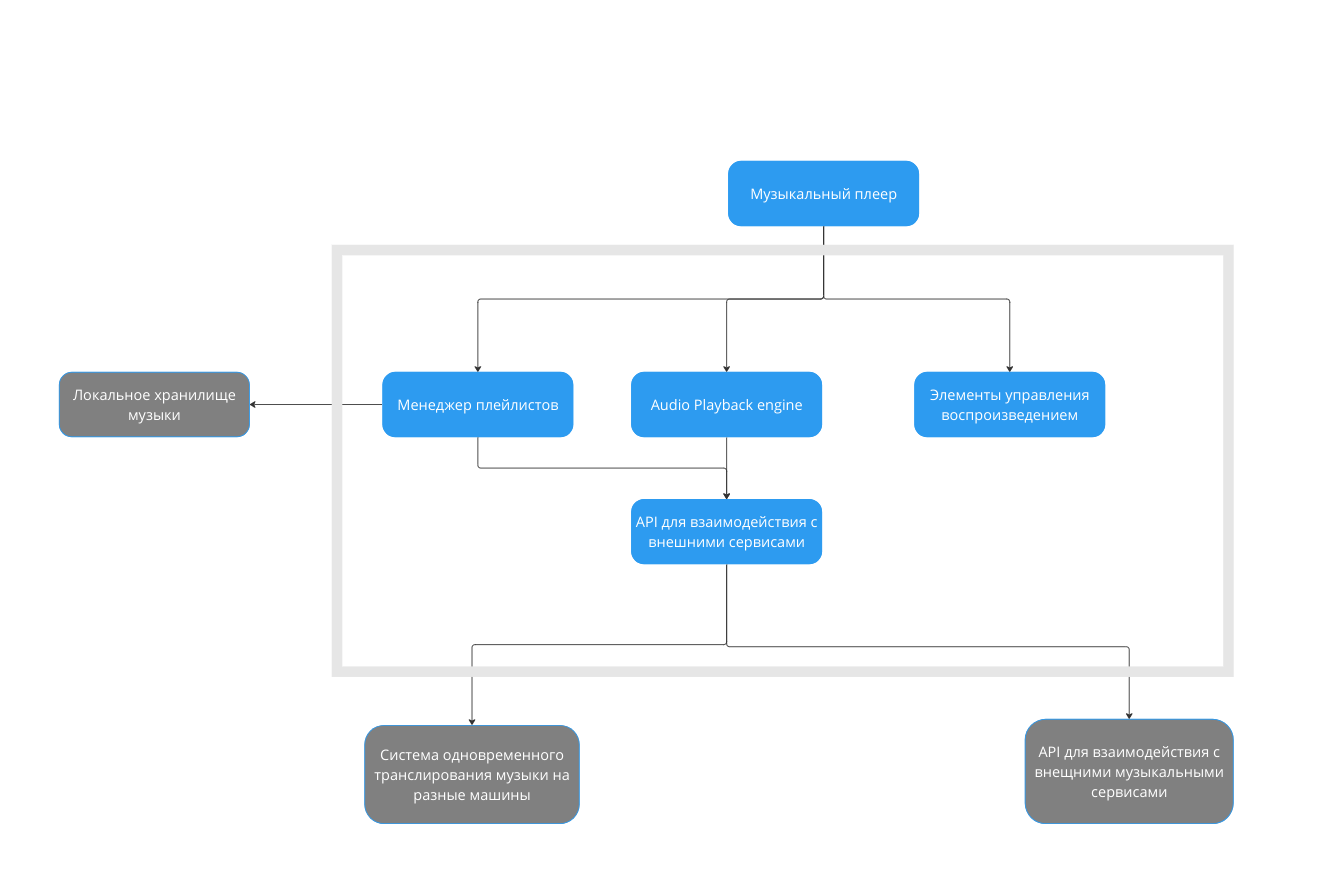 Музыкальный плеер
Локальное хранилище
музыки
Менеджер плейлистов
Audio Playback engine
Элементы управления
воспроизведением
API для взаимодействия с
внешними сервисами
Система одновременного
транслирования музыки на
разные машины
API для взаимодействия с
внещними музыкальными
сервисами